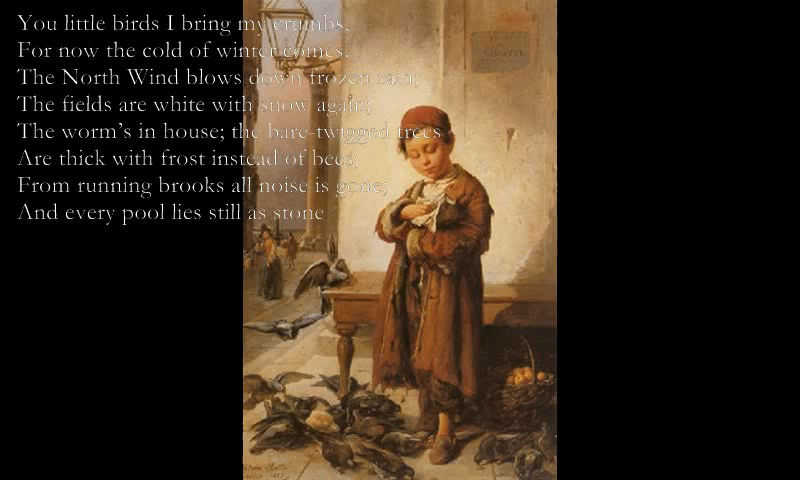 You little birds I bring my crumbs,
For now the cold of winter comes,
The North Wind blows down frozen rain;
The fields are white with snow again;
The worm's in house; the bare-twigged trees
Are thick with frost instead of bees;
From running brooks all noise is gone;
And every pool lies still as stone